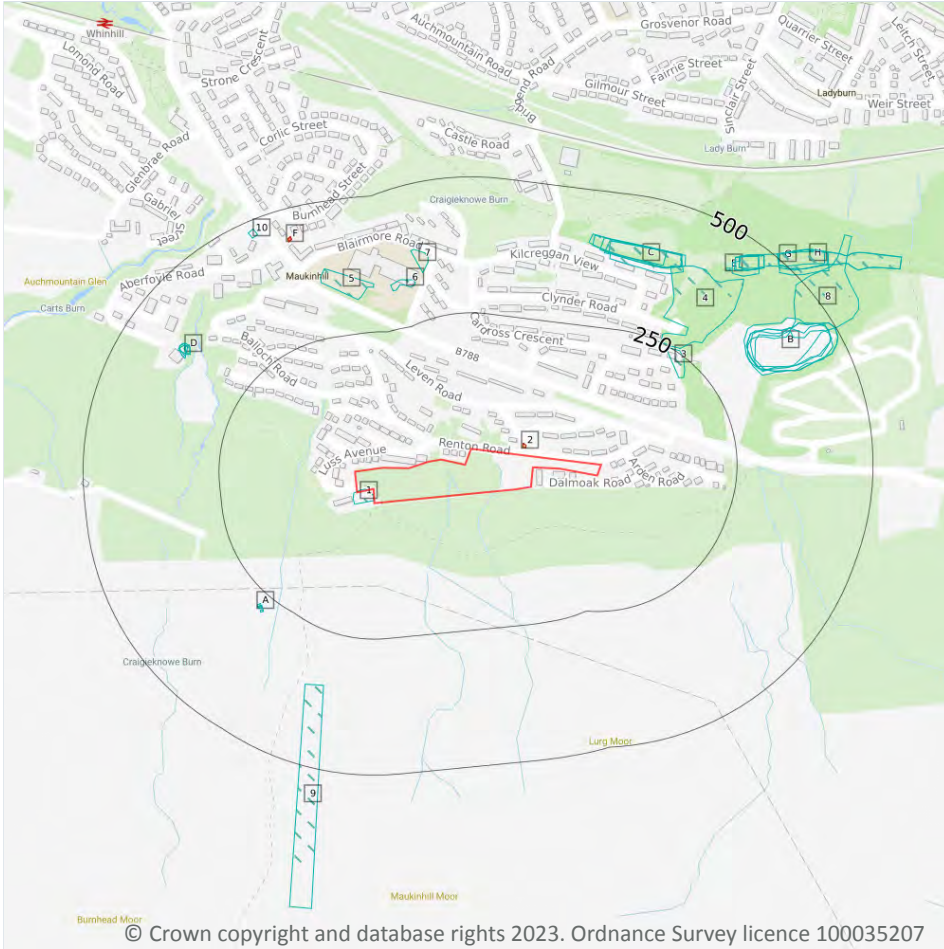 Whinhill
Lomond Road
Strone Crescent
Auchmountain Road
Grosvenor Road
Quarrier Street
Leitch Street
Fairrie Street
Gilmour Street
Ladyburn
Weir Street
Sinclair Street
Corlic Street
Castle Road
Lady Burn
Glenbrae Road
Gabriel Street
Burnhead Street
Craigieknowe Burn
500
10
F
Blairmore Road
7
Kilcreggan View
C
G
H
Aberfoyle Road
Maukinhill
5
6
Auchmountain Glen
Carts Burn
Clynder Road
4
8
D
Cardross Crescent
250
B
3
Balloch Road
B788
Leven Road
2
Renton Road
Luss Avenue
Arden Road
Dalmoak Road
1
A
Craigieknowe Burn
Lurg Moor
9
Maukinhill Moor
Burnhead Moor
© Crown copyright and database rights 2023. Ordnance Survey licence 100035207